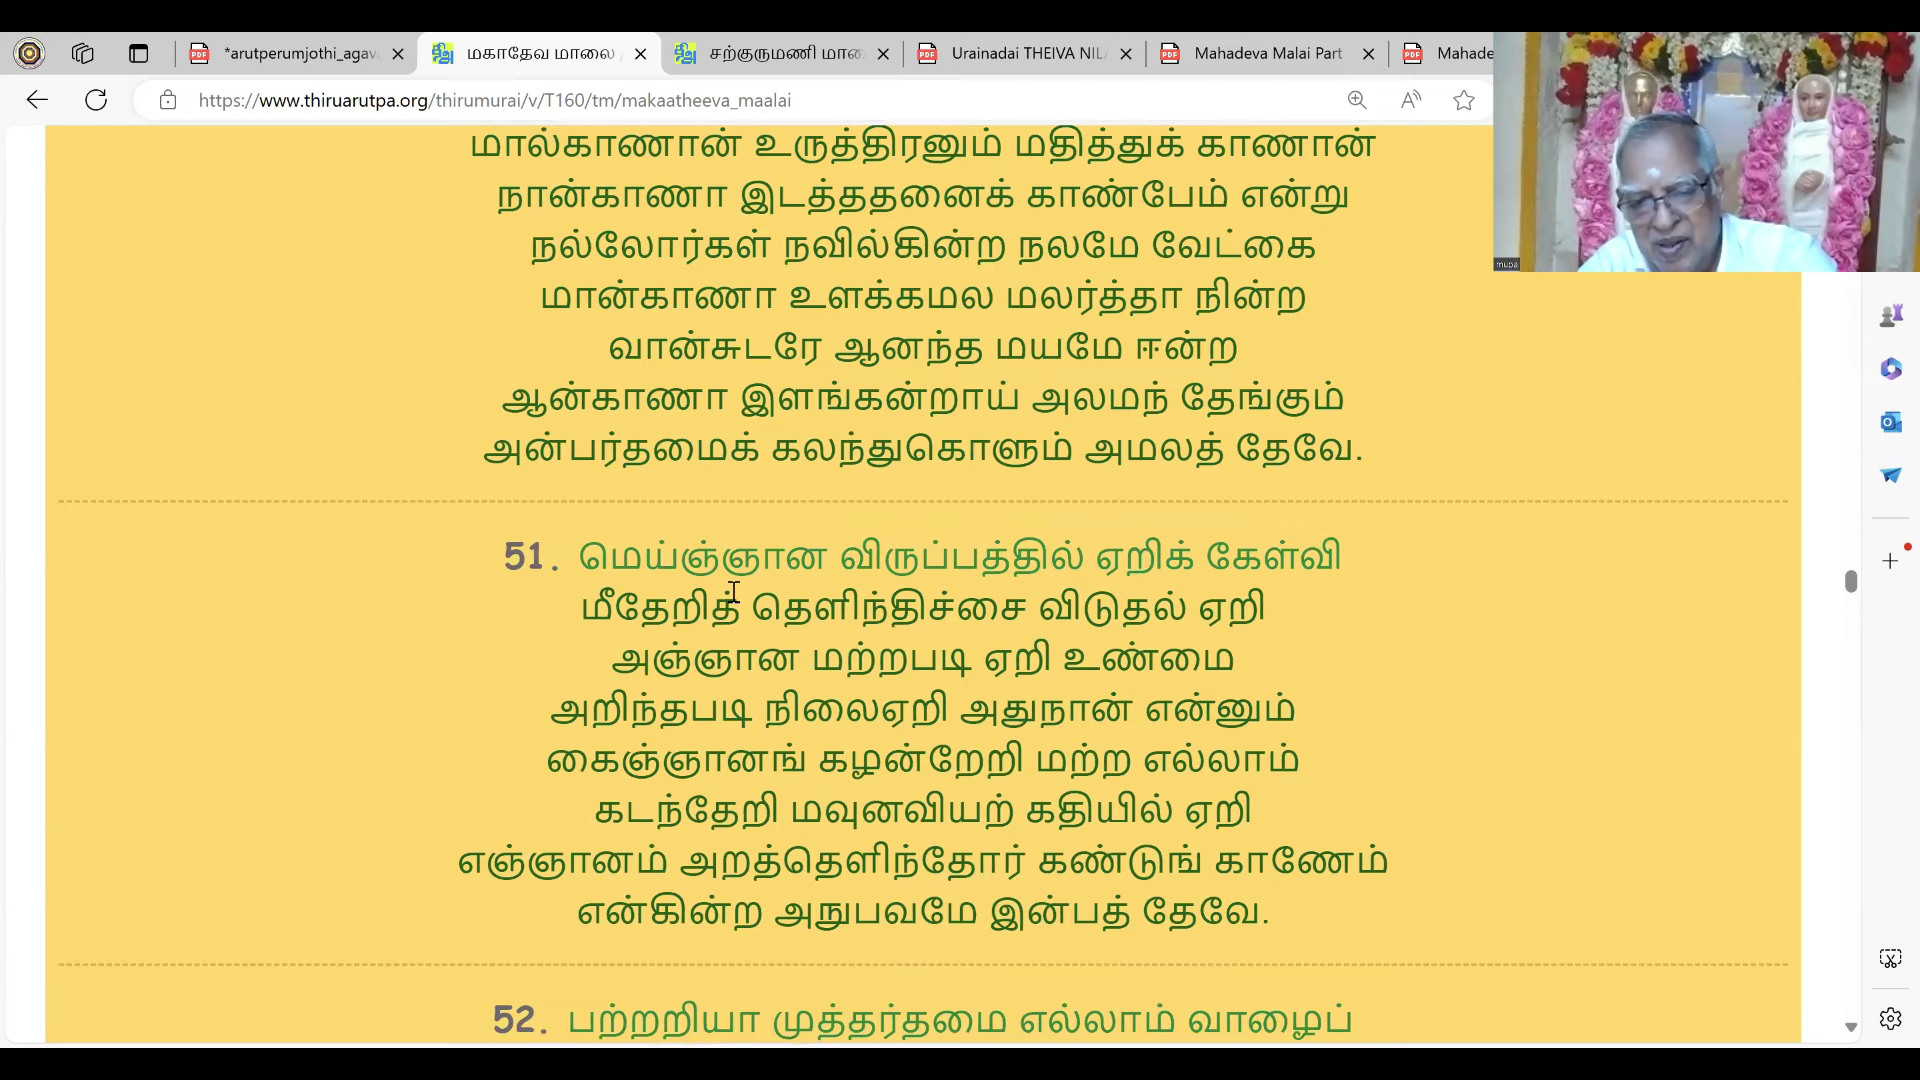 *arutperumjothi_agav
மகாதேவ மாலை /
சற்குருமணி மாலை
Urainadai THEIVA NIL
Mahadeva Malai Part
Mahade
https://www.thiruarutpa.org/thirumurai/v/T160/tm/makaatheeva_maalai
மால்காணான் உருத்திரனும் மதித்துக் காணான்
நான்காணா இடத்ததனைக் காண்பேம் என்று
நல்லோர்கள் நவில்கின்ற நலமே வேட்கை
மான்காணா உளக்கமல மலர்த்தா நின்ற
வான்சுடரே ஆனந்த மயமே ஈன்ற
ஆன்காணா இளங்கன்றாய் அலமந் தேங்கும்
அன்பர்தமைக் கலந்துகொளும் அமலத் தேவே.
51. மெய்ஞ்ஞான விருப்பத்தில் ஏறிக் கேள்வி
மீதேறித் தெளிந்திச்சை விடுதல் ஏறி
அஞ்ஞான மற்றபடி ஏறி உண்மை
அறிந்தபடி நிலைஏறி அதுநான் என்னும்
கைஞ்ஞானங் கழன்றேறி மற்ற எல்லாம்
கடந்தேறி மவுனவியற் கதியில் ஏறி
எஞ்ஞானம் அறத்தெளிந்தோர் கண்டுங் காணேம்
என்கின்ற அநுபவமே இன்பத் தேவே.
52. பற்றறியா முத்தர்தமை எல்லாம் வாழைப்
mupa